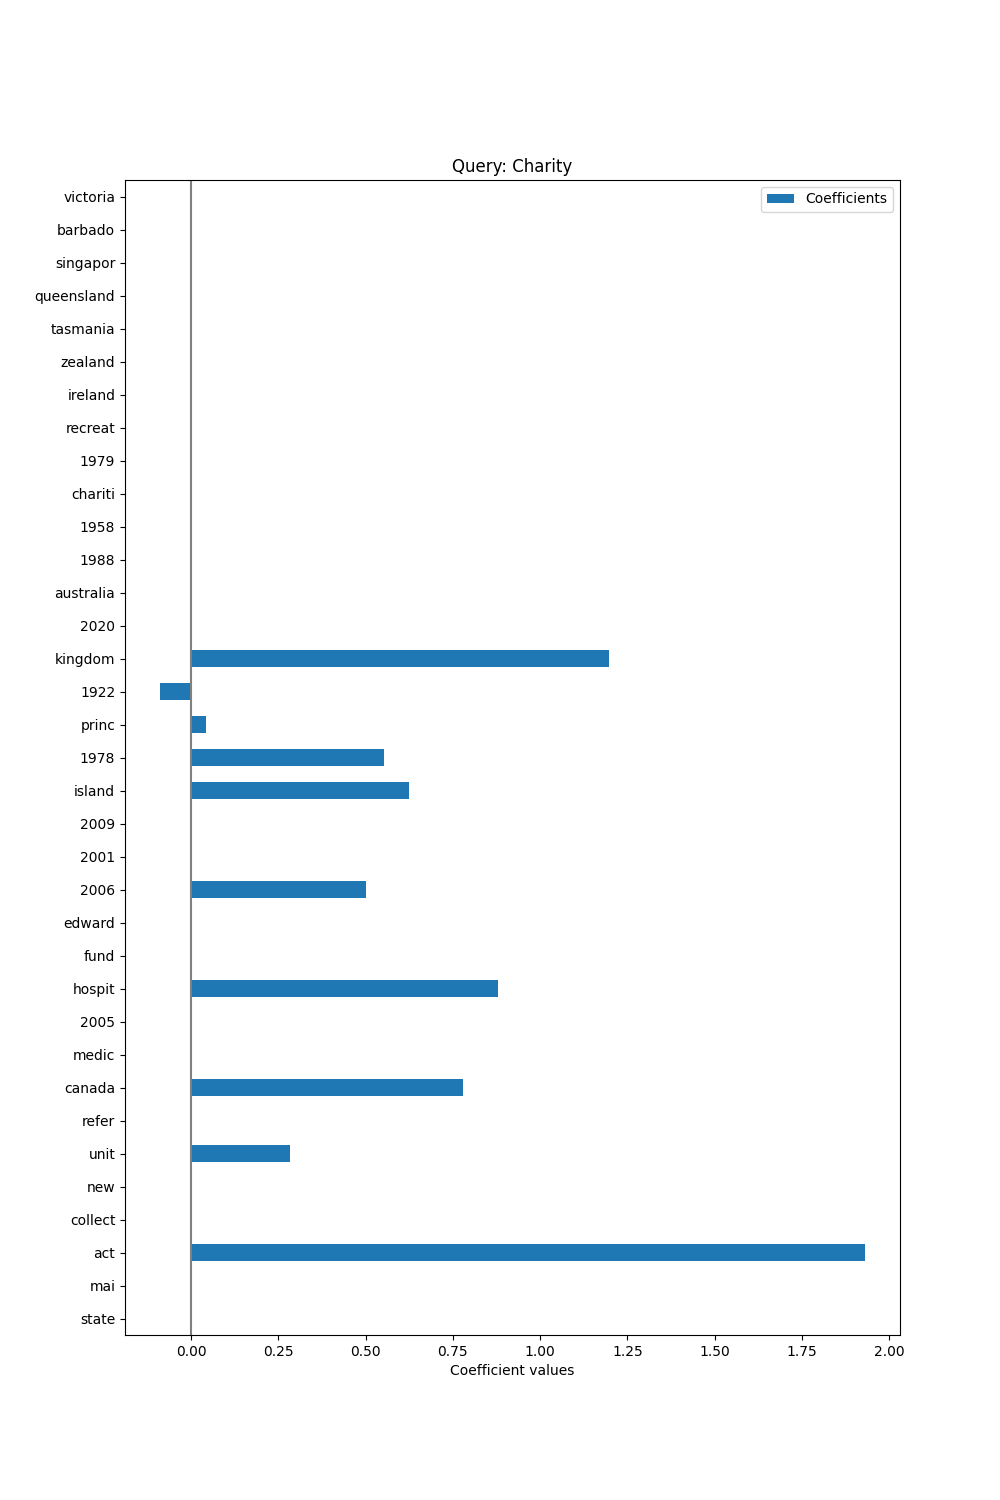 Query: Charity
Coefficients
victoria
barbado
singapor
queensland
tasmania
zealand
ireland
recreat
1979
chariti
1958
1988
australia
2020
kingdom
1922
princ
1978
island
2009
2001
2006
edward
fund
hospit
2005
medic
canada
refer
unit
new
collect
act
mai
state
0.00 0.25 0.50 0.75 1.00 1.25 1.50 1.75 2.00
Coefficient values